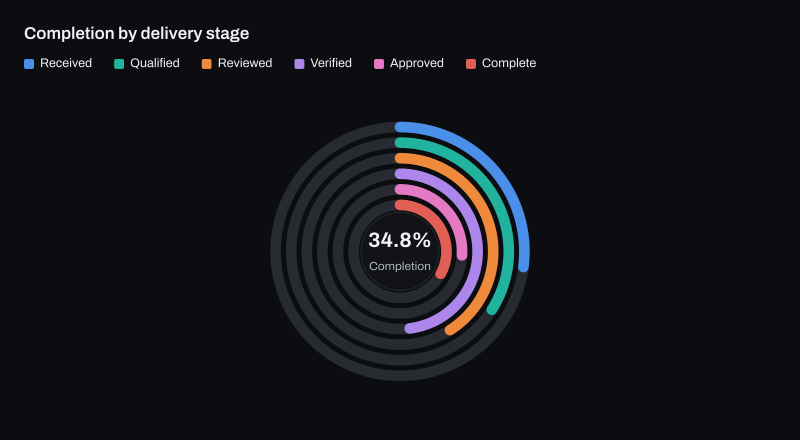 Completion by delivery stage
Received Qualified Reviewed Verified Approved Complete
34.8%
Completion